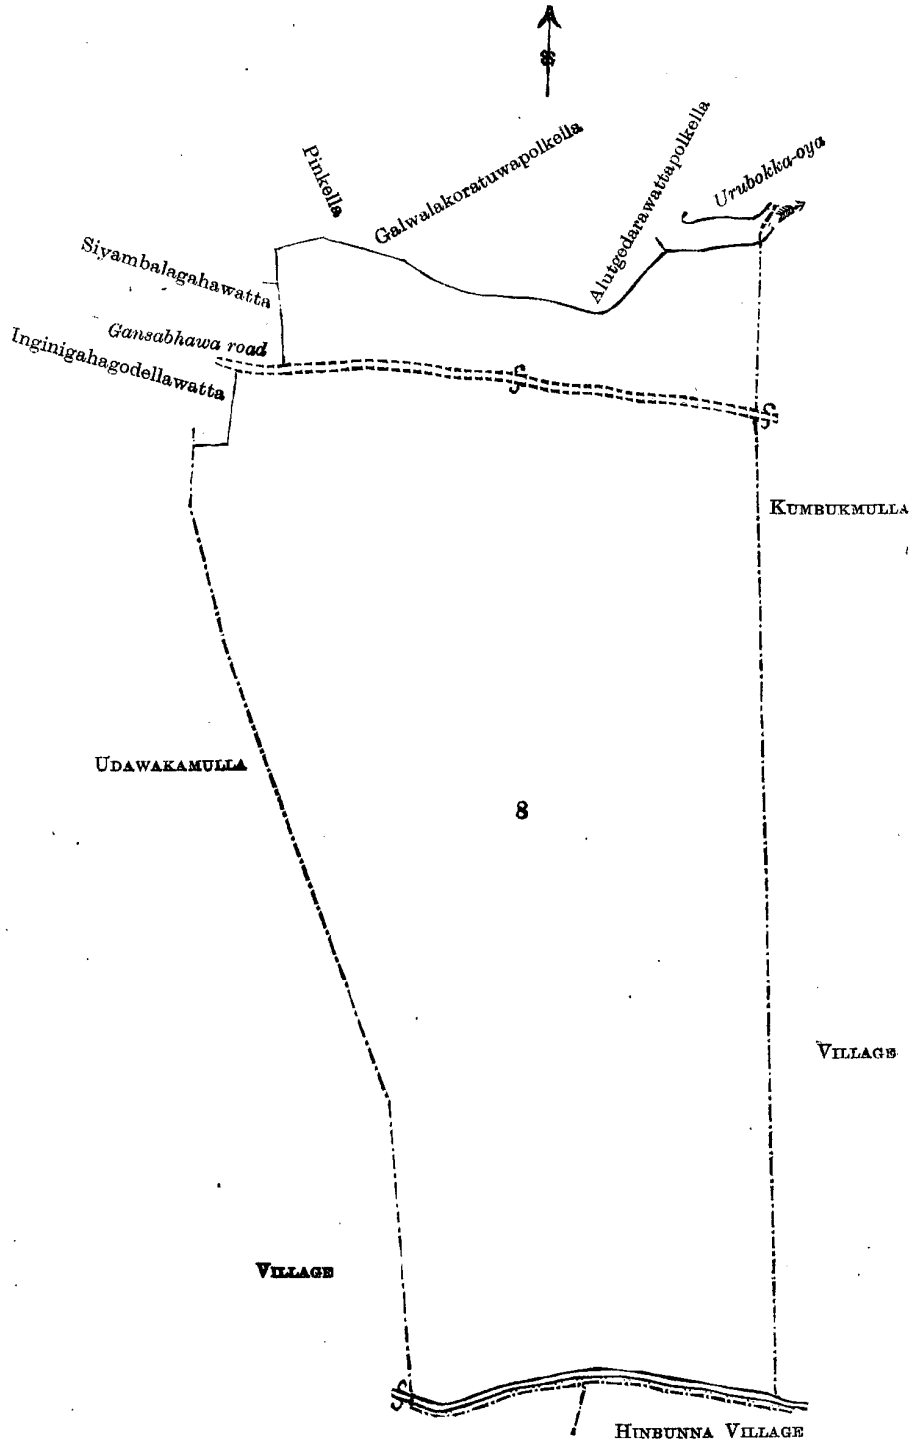 Pinkella
Galwalakoratuwapolkella
Alutgedarawattapolkella
Urubokka-oya
Siyambalagahawatta
Gansabhawa road
Inginigahagodellawatta
KUMBUKMULLA
UDAWAKAMULLA
8
VILLAGE
VILLAGE
HINBUNNA VILLAGE